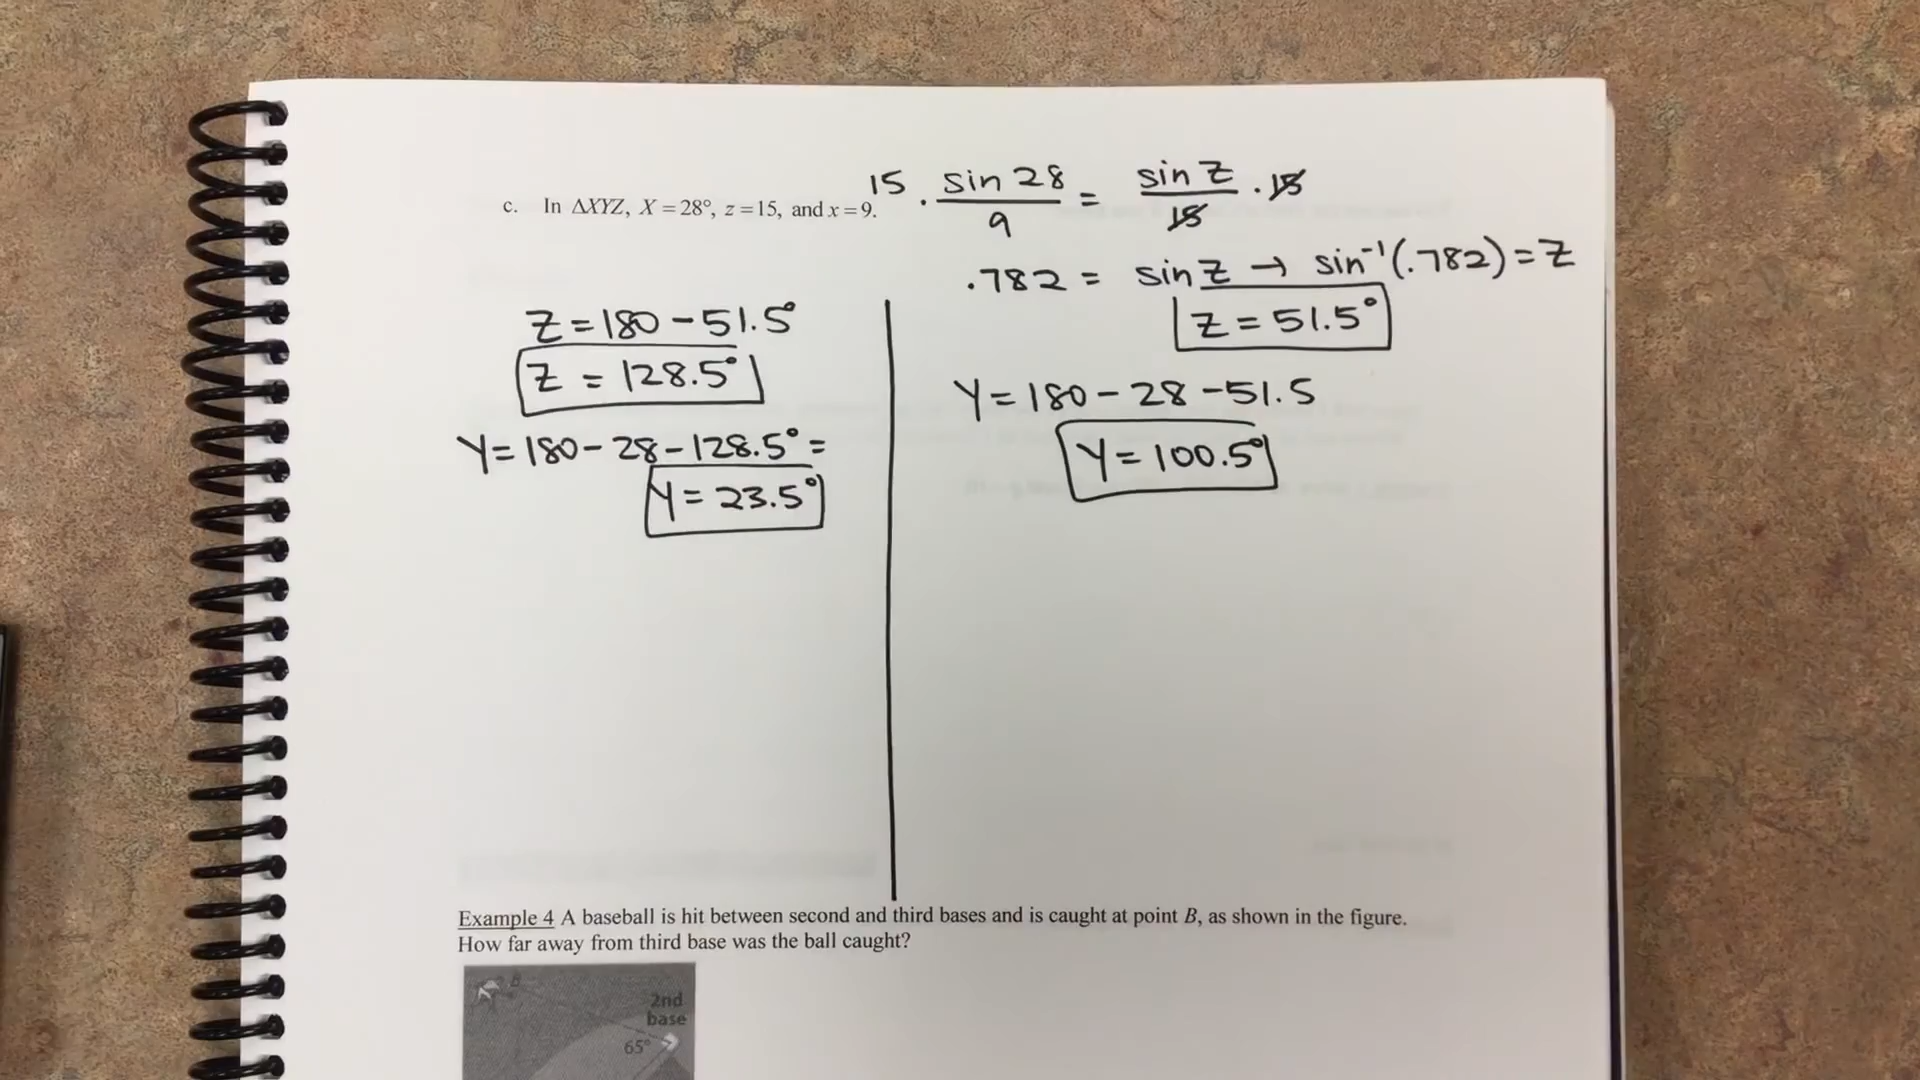 c. In ΔXYZ, X = 28°, z = 15, and x = 9.
15 · sin 28 / 9 = sin Z / 15 · 15
.782 = sin Z → sin⁻¹(.782) = Z
Z = 51.5°
Y = 180 - 28 - 51.5
Y = 100.5°
Z = 180 - 51.5°
Z = 128.5°
Y = 180 - 28 - 128.5° =
Y = 23.5°
Example 4 A baseball is hit between second and third bases and is caught at point B, as shown in the figure.
How far away from third base was the ball caught?
B
2nd
base
65°